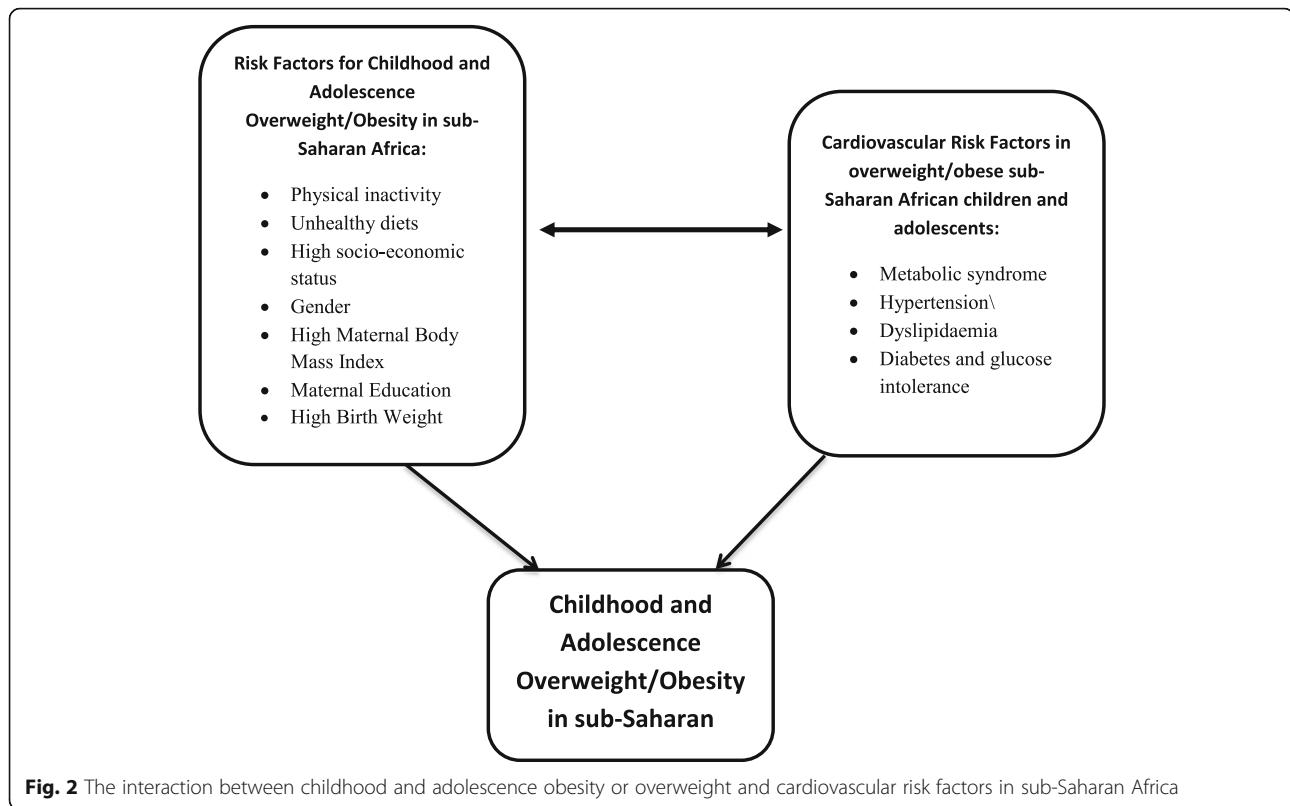 Risk Factors for Childhood and
Adolescence
Overweight/Obesity in sub-
Saharan Africa:
• Physical inactivity
• Unhealthy diets
• High socio-economic
status
• Gender
• High Maternal Body
Mass Index
• Maternal Education
• High Birth Weight
Cardiovascular Risk Factors in
overweight/obese sub-
Saharan African children and
adolescents:
• Metabolic syndrome
• Hypertension\
• Dyslipidaemia
• Diabetes and glucose
intolerance
Childhood and
Adolescence
Overweight/Obesity
in sub-Saharan
Fig. 2 The interaction between childhood and adolescence obesity or overweight and cardiovascular risk factors in sub-Saharan Africa